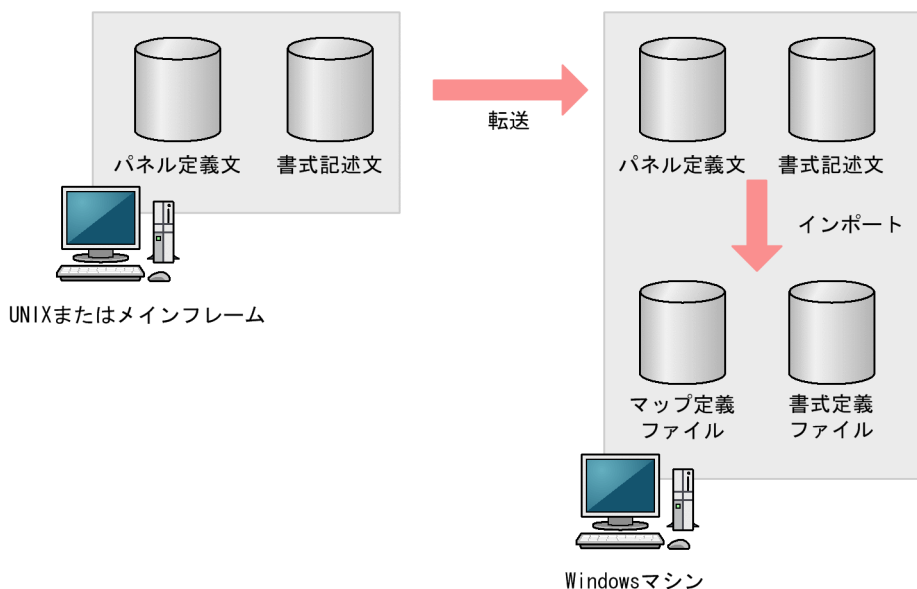 パネル定義文
書式記述文
UNIXまたはメインフレーム
転送
パネル定義文
書式記述文
インポート
マップ定義
ファイル
書式定義
ファイル
Windowsマシン